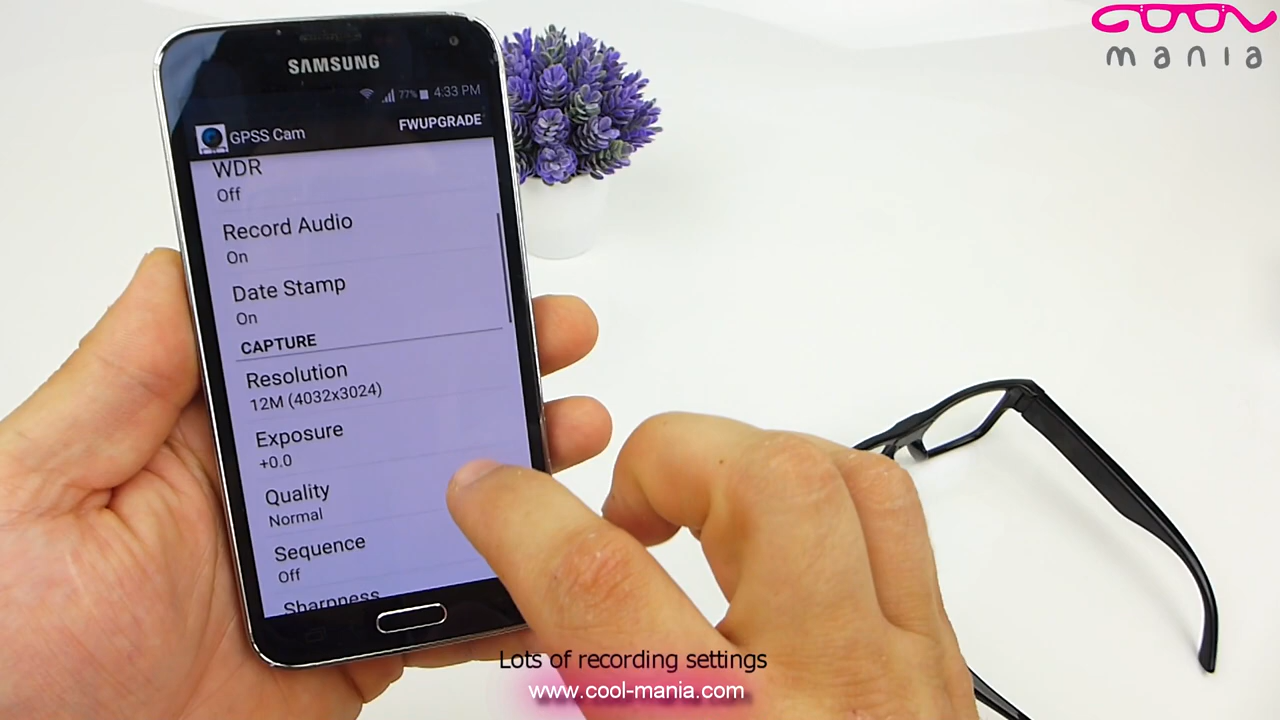 COOL
mania
SAMSUNG
77% 4:33 PM
GPSS Cam
FWUPGRADE
WDR
Off
Record Audio
On
Date Stamp
On
CAPTURE
Resolution
12M (4032x3024)
Exposure
+0.0
Quality
Normal
Sequence
Off
Sharpness
Lots of recording settings
www.cool-mania.com